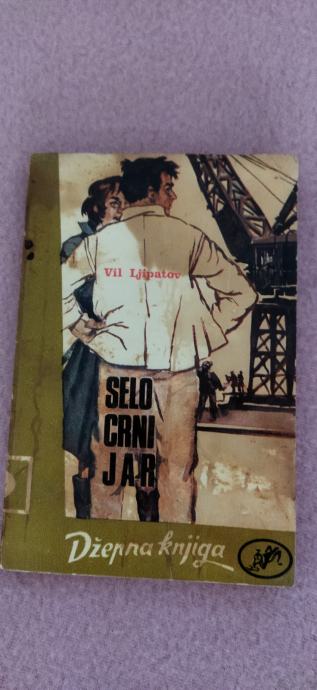 Vil Ljipatov
SELO
CRNI
JAR
Džepna knjiga